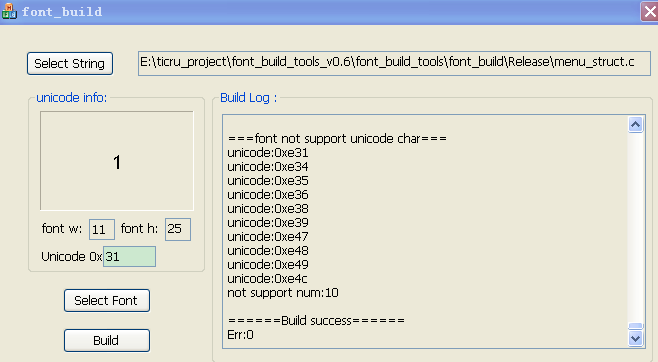 font_build
Select String
E:\ticru_project\font_build_tools_v0.6\font_build_tools\font_build\Release\menu_struct.c
unicode info:
1
font w: 11 font h: 25
Unicode 0x 31
Select Font
Build
Build Log :
===font not support unicode char===
unicode:0xe31
unicode:0xe34
unicode:0xe35
unicode:0xe36
unicode:0xe38
unicode:0xe39
unicode:0xe47
unicode:0xe48
unicode:0xe49
unicode:0xe4c
not support num:10
======Build success======
Err:0